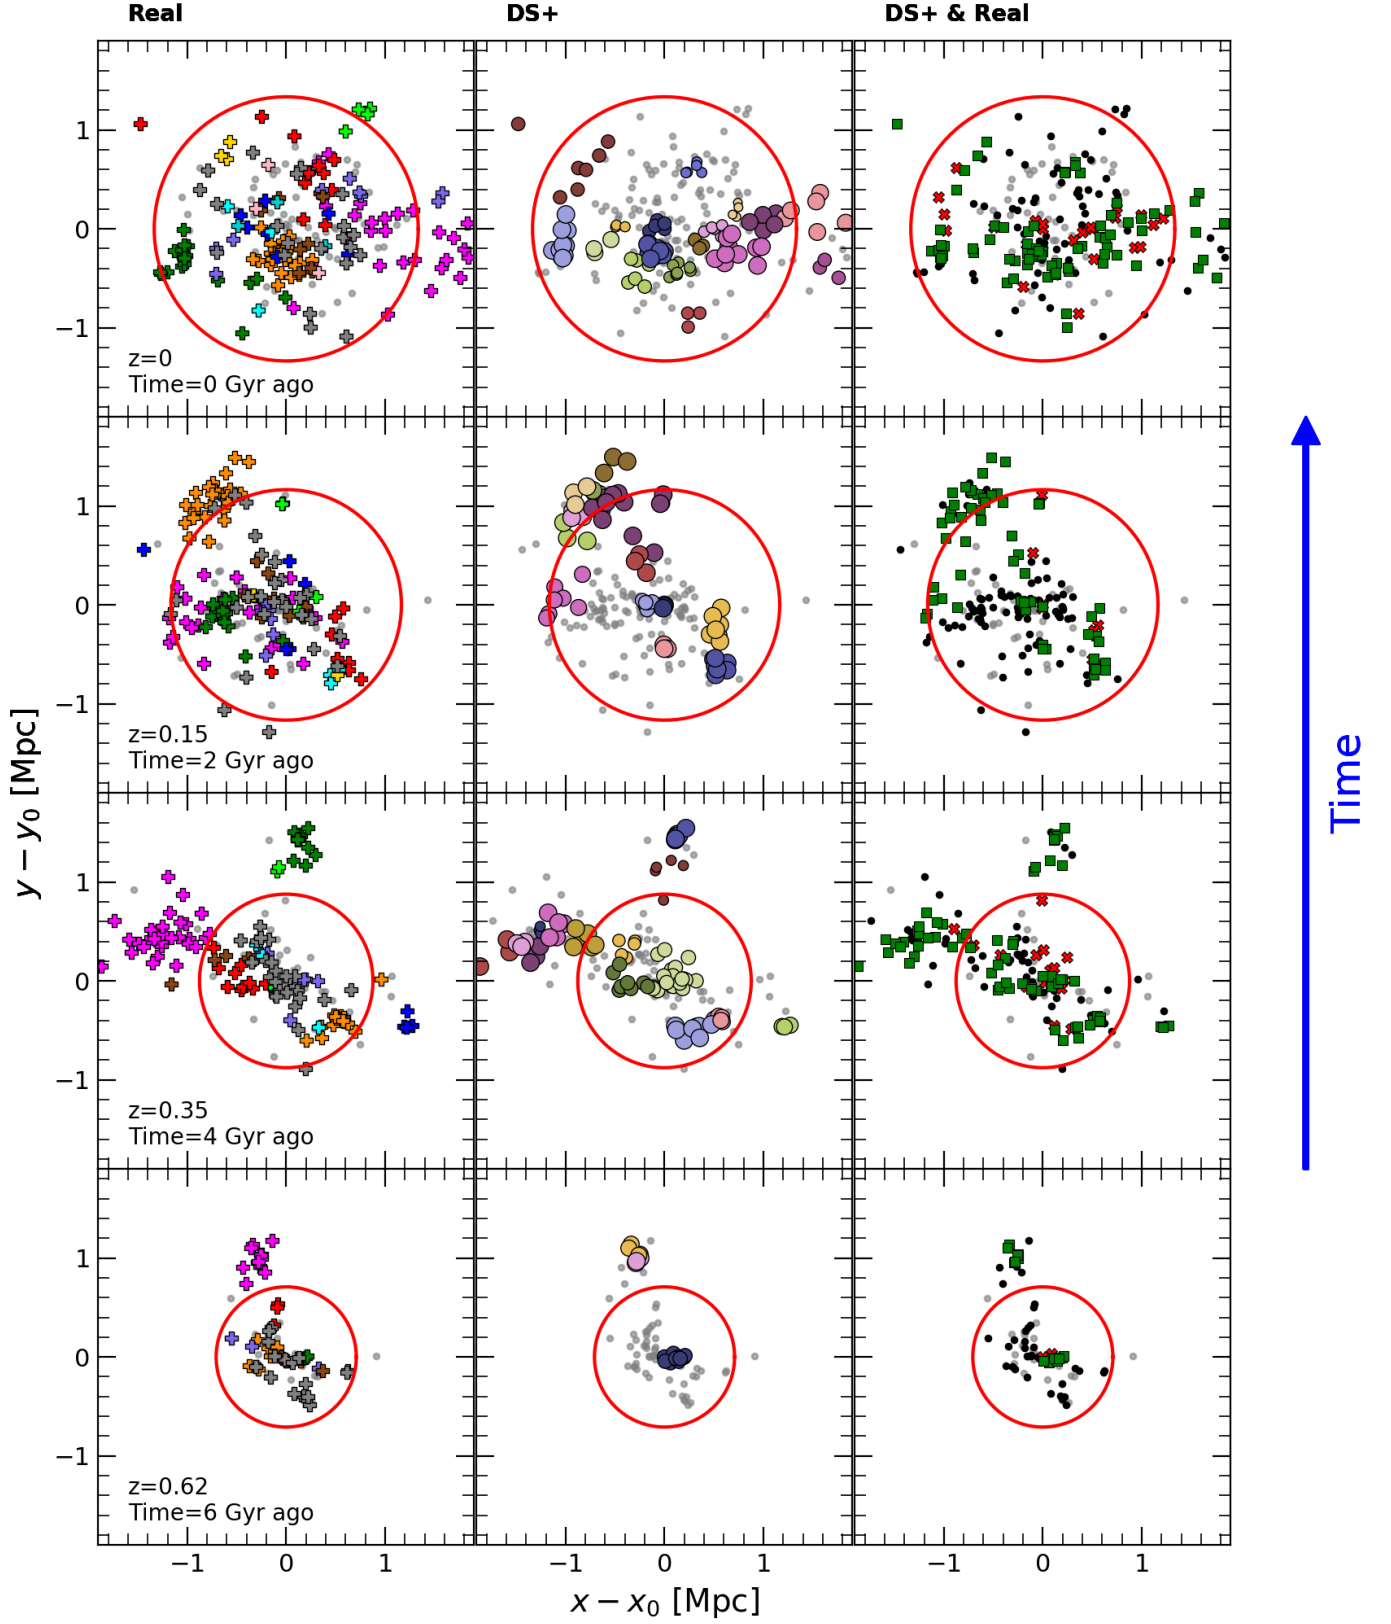 Real DS+ DS+ & Real
1
0
−1
z=0
Time=0 Gyr ago
1
0
−1
z=0.15
Time=2 Gyr ago
1
0
−1
z=0.35
Time=4 Gyr ago
1
0
−1
z=0.62
Time=6 Gyr ago
−1 0 1 −1 0 1 −1 0 1
x − x₀ [Mpc]
y − y₀ [Mpc]
Time